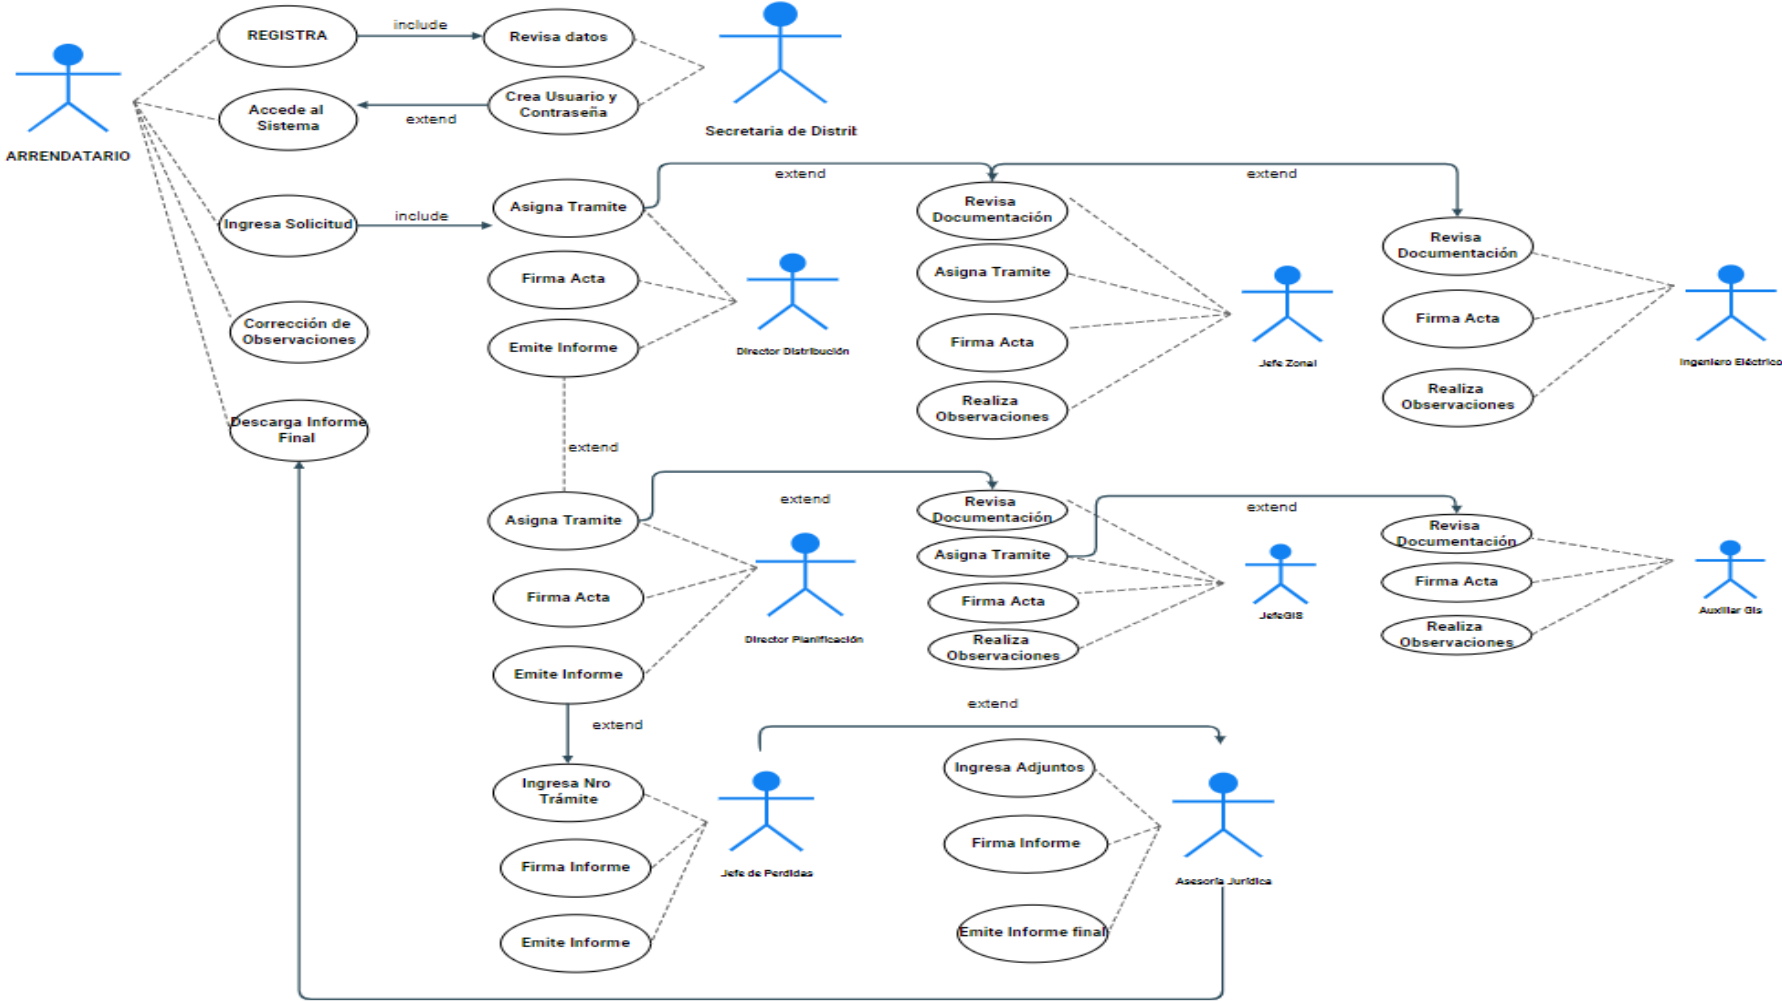 REGISTRA
include
Revisa datos
Accede al
Sistema
extend
Crea Usuario y
Contraseña
ARRENDATARIO
Secretaria de Distrit
Ingresa Solicitud
include
Asigna Tramite
extend
Firma Acta
Emite Informe
Director Distribución
Revisa
Documentación
extend
Asigna Tramite
Firma Acta
Realiza
Observaciones
Jefe Zonal
Revisa
Documentación
Firma Acta
Realiza
Observaciones
Ingeniero Eléctrico
Corrección de
Observaciones
Descarga Informe
Final
extend
Asigna Tramite
extend
Firma Acta
Emite Informe
Director Planificación
Revisa
Documentación
Asigna Tramite
extend
Firma Acta
Realiza
Observaciones
JefeGIS
Revisa
Documentación
Firma Acta
Realiza
Observaciones
Auxiliar Gis
extend
extend
Ingresa Nro
Trámite
Firma Informe
Emite Informe
Jefe de Perdidas
Ingresa Adjuntos
Firma Informe
Emite Informe final
Asesoría Jurídica